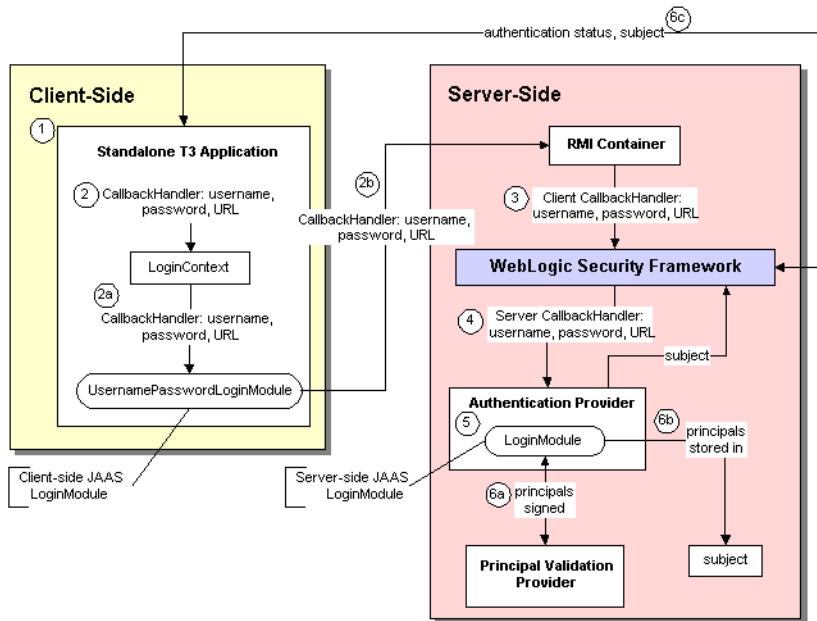 6c
authentication status, subject
Client-Side
1
Standalone T3 Application
2
CallbackHandler: username,
password, URL
LoginContext
2a
CallbackHandler: username,
password, URL
UsernamePasswordLoginModule
Client-side JAAS
LoginModule
2b
CallbackHandler: username,
password, URL
Server-Side
RMI Container
3
Client CallbackHandler:
username, password, URL
WebLogic Security Framework
4
Server CallbackHandler:
username, password, URL
subject
Authentication Provider
5
LoginModule
6b
principals
stored in
Server-side JAAS
LoginModule
6a
principals
signed
Principal Validation
Provider
subject